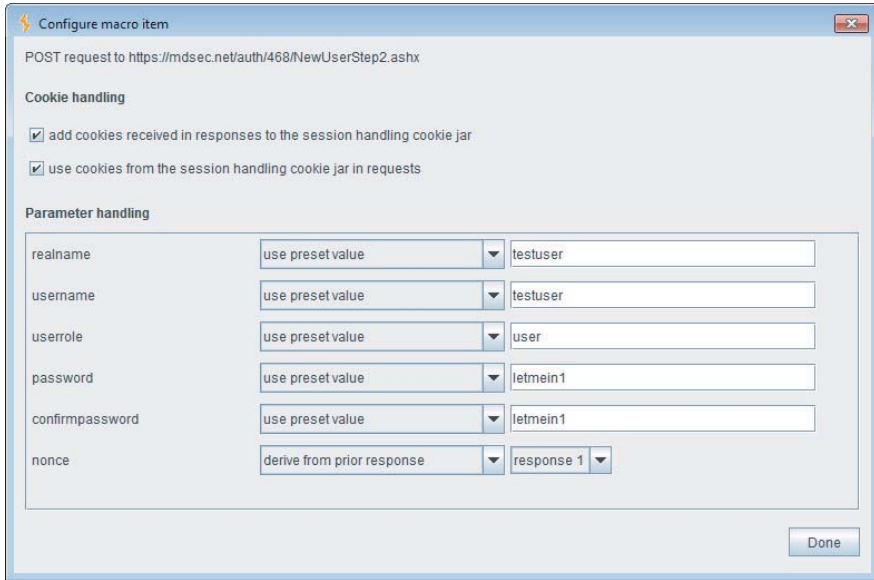 Configure macro item
POST request to https://mdsec.net/auth/468/NewUserStep2.ashx
Cookie handling
add cookies received in responses to the session handling cookie jar
use cookies from the session handling cookie jar in requests
Parameter handling
realname use preset value testuser
username use preset value testuser
userrole use preset value user
password use preset value letmein1
confirmpassword use preset value letmein1
nonce derive from prior response response 1
Done